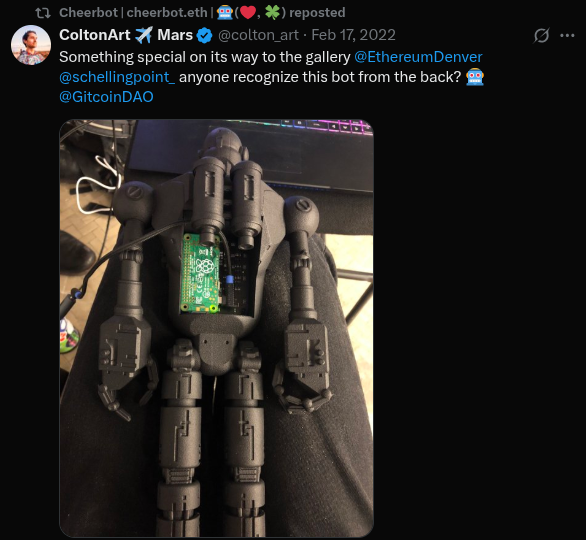 Cheerbot | cheerbot.eth | 🤖(❤️, 🍀) reposted
ColtonArt ✈️ Mars @colton_art · Feb 17, 2022
Something special on its way to the gallery @EthereumDenver
@schellingpoint_ anyone recognize this bot from the back? 🤖
@GitcoinDAO